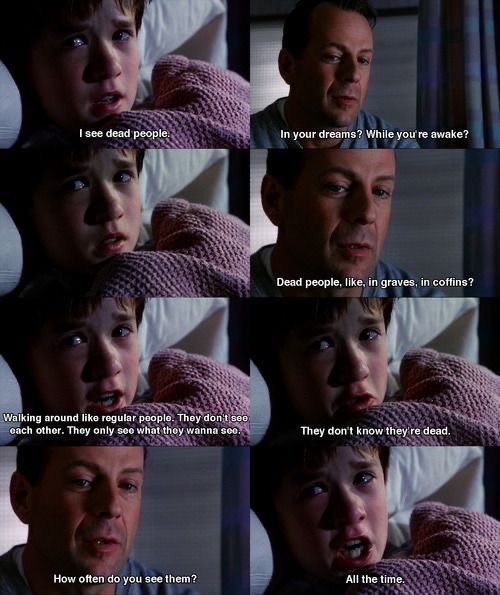 I see dead people.
In your dreams? While you're awake?
Dead people, like, in graves, in coffins?
Walking around like regular people. They don't see
each other. They only see what they wanna see.
They don't know they're dead.
How often do you see them?
All the time.